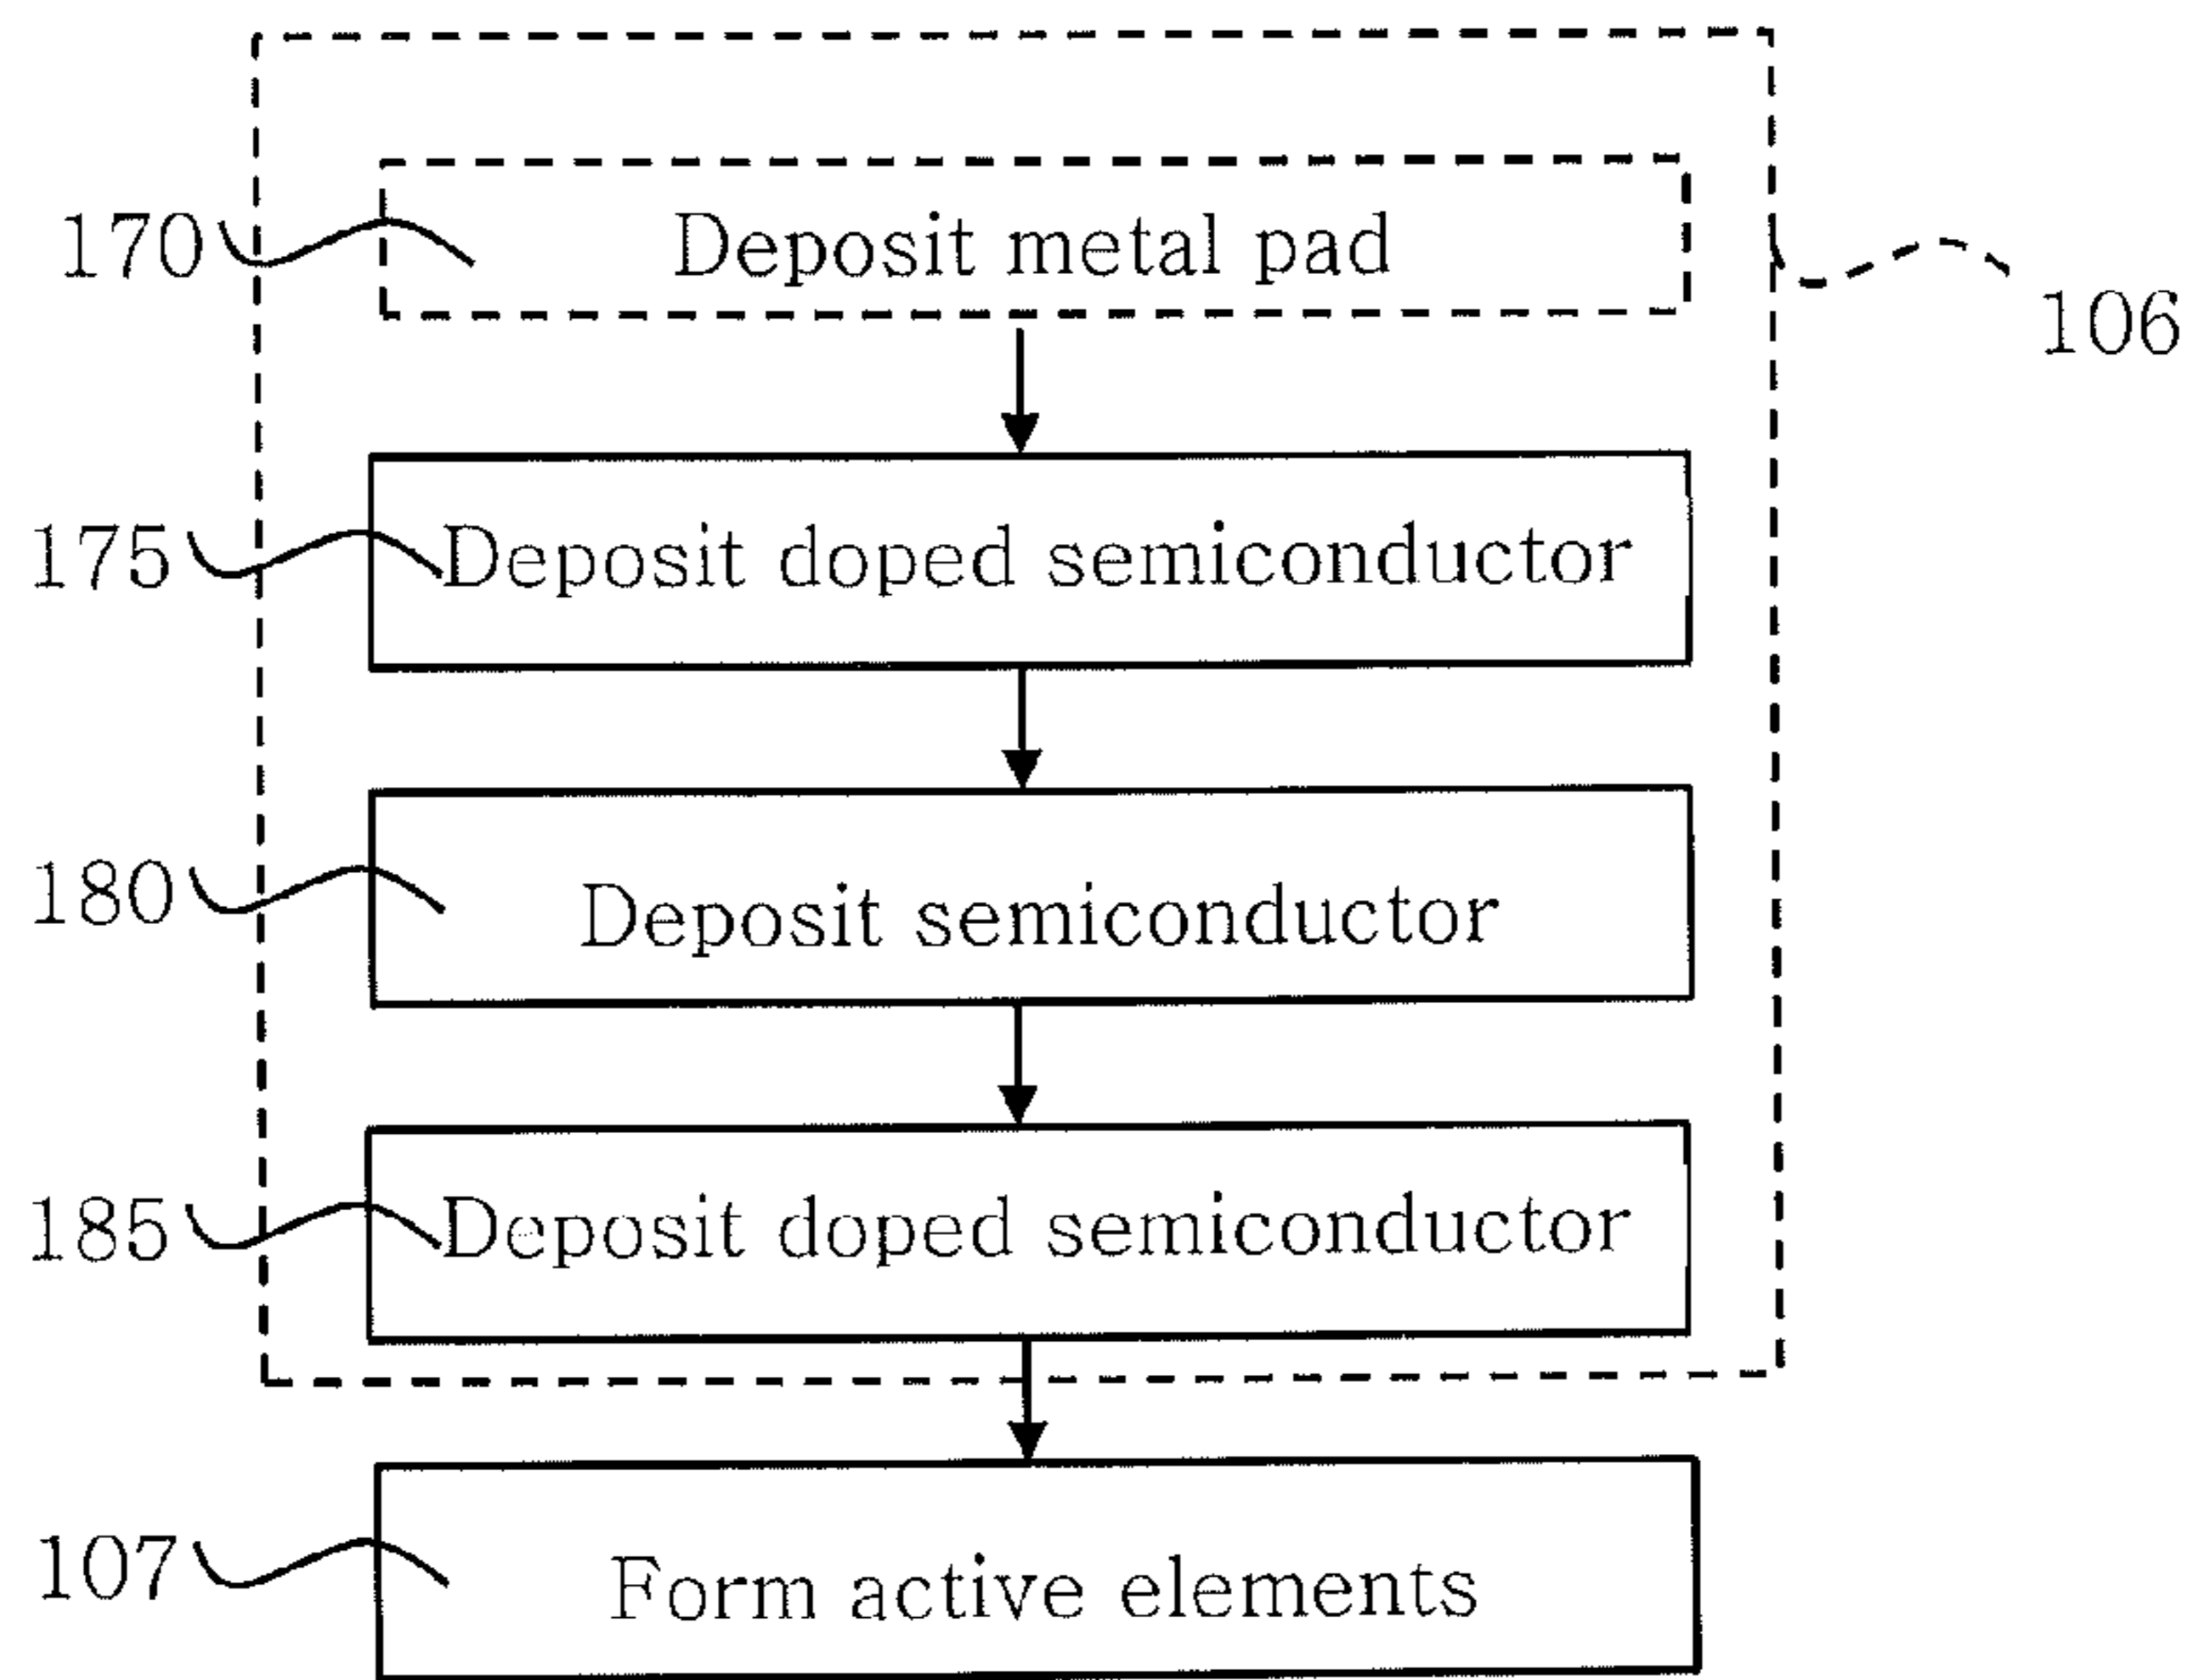 170 Deposit metal pad
106
175 Deposit doped semiconductor
180 Deposit semiconductor
185 Deposit doped semiconductor
107 Form active elements